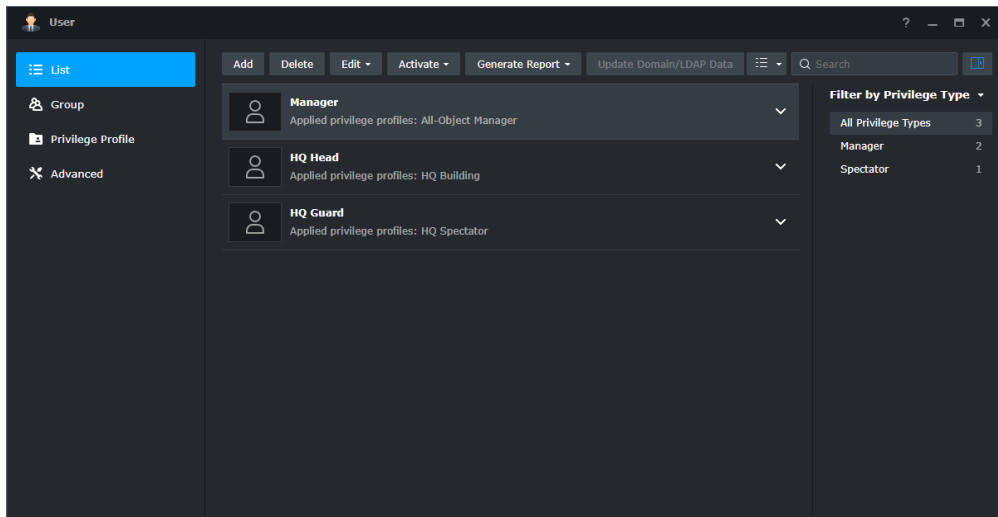 User
?
List
Group
Privilege Profile
Advanced
Add Delete Edit Activate Generate Report Update Domain/LDAP Data Search
Manager
Applied privilege profiles: All-Object Manager
HQ Head
Applied privilege profiles: HQ Building
HQ Guard
Applied privilege profiles: HQ Spectator
Filter by Privilege Type
All Privilege Types 3
Manager 2
Spectator 1